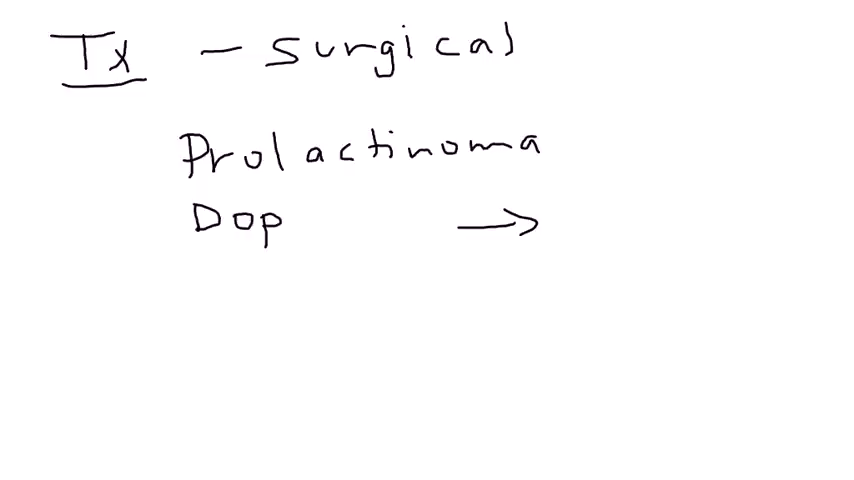 Tx - Surgical
Prolactinoma
Dop →